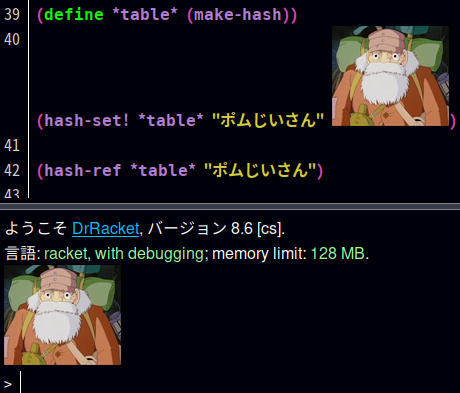 39 (define *table* (make-hash))
40
(hash-set! *table* "ポムじいさん" )
41
42 (hash-ref *table* "ポムじいさん")
43
ようこそ DrRacket, バージョン 8.6 [cs].
言語: racket, with debugging; memory limit: 128 MB.
>